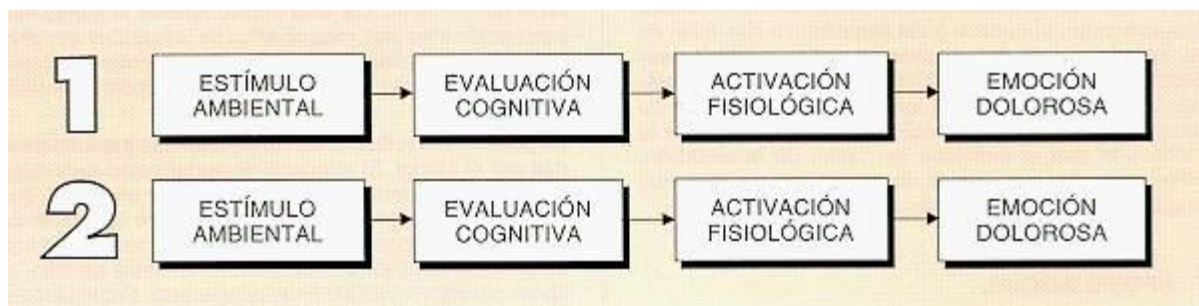 1
ESTÍMULO
AMBIENTAL
EVALUACIÓN
COGNITIVA
ACTIVACIÓN
FISIOLÓGICA
EMOCIÓN
DOLOROSA
2
ESTÍMULO
AMBIENTAL
EVALUACIÓN
COGNITIVA
ACTIVACIÓN
FISIOLÓGICA
EMOCIÓN
DOLOROSA